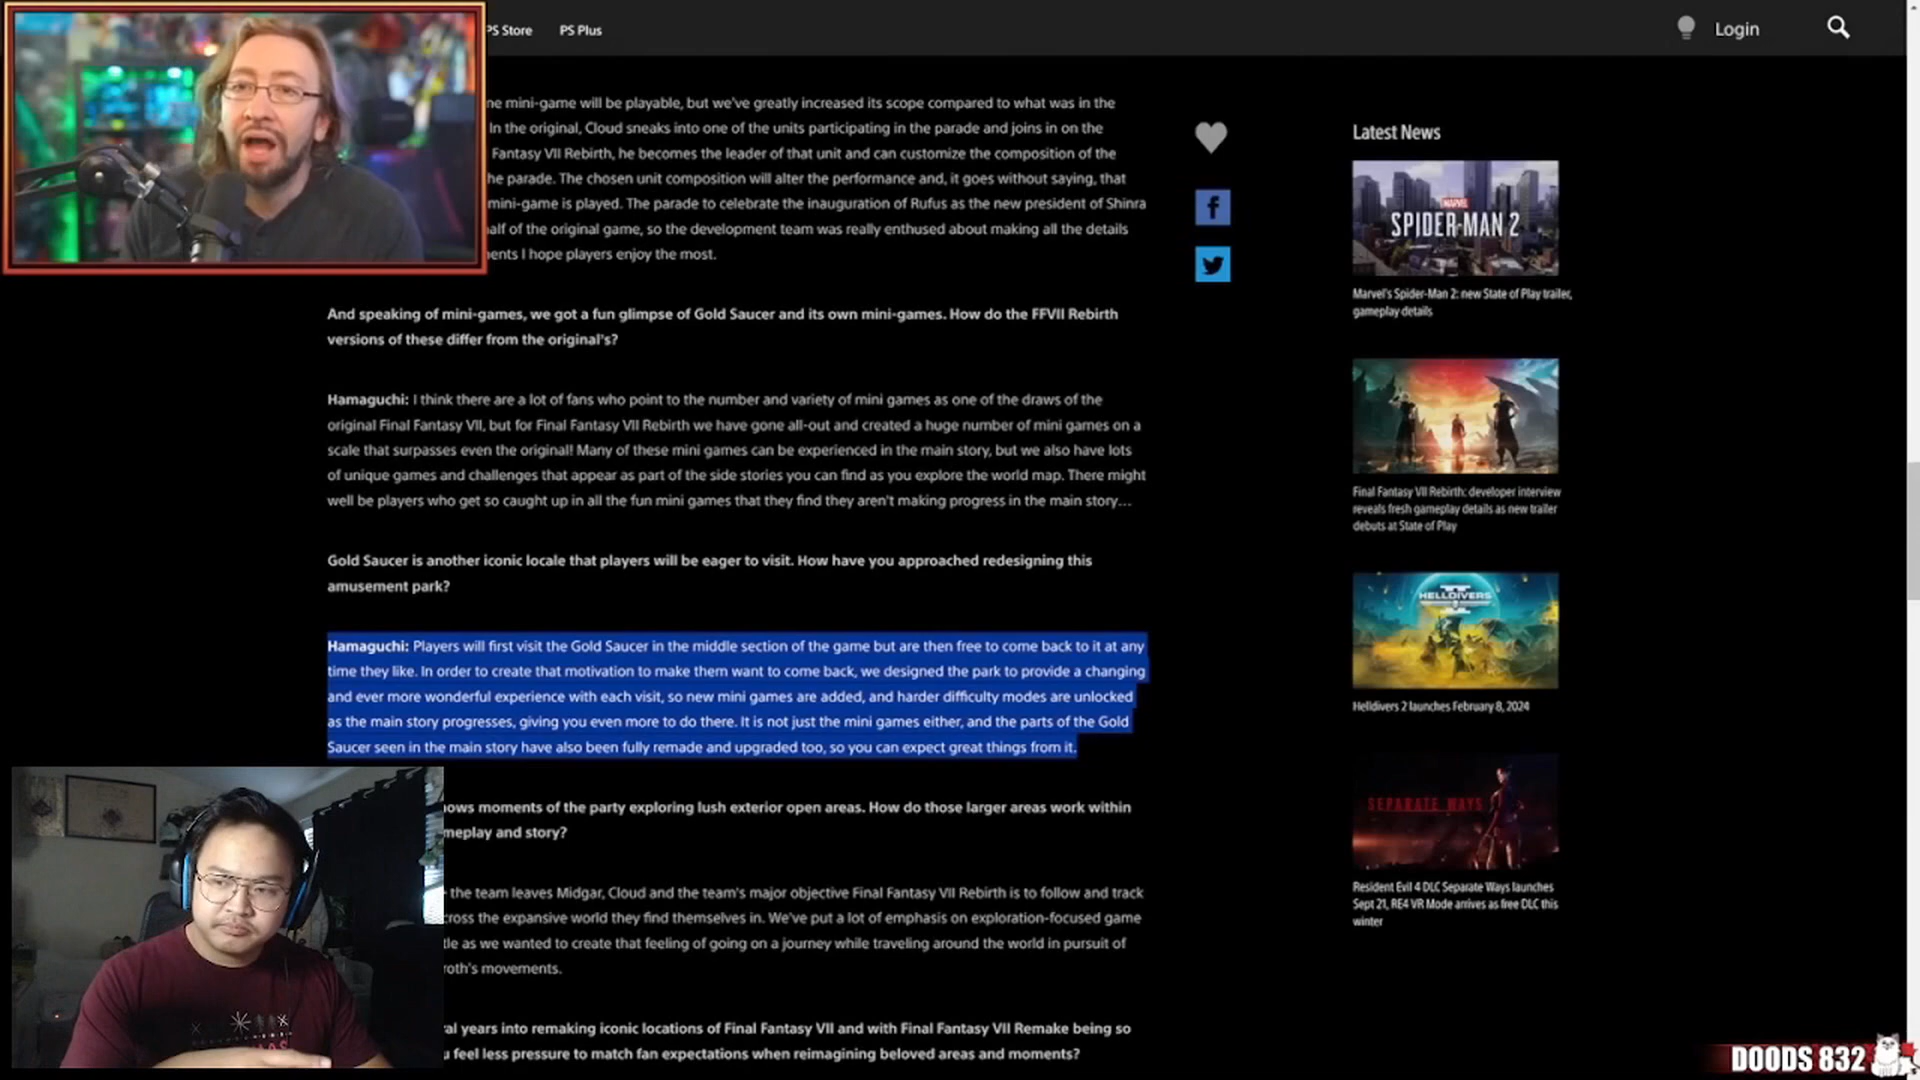 PS Store PS Plus
Login
ne mini-game will be playable, but we've greatly increased its scope compared to what was in the
In the original, Cloud sneaks into one of the units participating in the parade and joins in on the
Fantasy VII Rebirth, he becomes the leader of that unit and can customize the composition of the
he parade. The chosen unit composition will alter the performance and, it goes without saying, that
mini-game is played. The parade to celebrate the inauguration of Rufus as the new president of Shinra
alf of the original game, so the development team was really enthused about making all the details
ents I hope players enjoy the most.
And speaking of mini-games, we got a fun glimpse of Gold Saucer and its own mini-games. How do the FFVII Rebirth
versions of these differ from the original's?
Hamaguchi: I think there are a lot of fans who point to the number and variety of mini games as one of the draws of the
original Final Fantasy VII, but for Final Fantasy VII Rebirth we have gone all-out and created a huge number of mini games on a
scale that surpasses even the original! Many of these mini games can be experienced in the main story, but we also have lots
of unique games and challenges that appear as part of the side stories you can find as you explore the world map. There might
well be players who get so caught up in all the fun mini games that they find they aren't making progress in the main story…
Gold Saucer is another iconic locale that players will be eager to visit. How have you approached redesigning this
amusement park?
Hamaguchi: Players will first visit the Gold Saucer in the middle section of the game but are then free to come back to it at any
time they like. In order to create that motivation to make them want to come back, we designed the park to provide a changing
and ever more wonderful experience with each visit, so new mini games are added, and harder difficulty modes are unlocked
as the main story progresses, giving you even more to do there. It is not just the mini games either, and the parts of the Gold
Saucer seen in the main story have also been fully remade and upgraded too, so you can expect great things from it.
ows moments of the party exploring lush exterior open areas. How do those larger areas work within
meplay and story?
the team leaves Midgar, Cloud and the team's major objective Final Fantasy VII Rebirth is to follow and track
cross the expansive world they find themselves in. We've put a lot of emphasis on exploration-focused game
tle as we wanted to create that feeling of going on a journey while traveling around the world in pursuit of
roth's movements.
ral years into remaking iconic locations of Final Fantasy VII and with Final Fantasy VII Remake being so
u feel less pressure to match fan expectations when reimagining beloved areas and moments?
Latest News
MARVEL
SPIDER-MAN 2
Marvel's Spider-Man 2: new State of Play trailer,
gameplay details
Final Fantasy VII Rebirth: developer interview
reveals fresh gameplay details as new trailer
debuts at State of Play
HELLDIVERS
II
Helldivers 2 launches February 8, 2024
SEPARATE WAYS
Resident Evil 4 DLC Separate Ways launches
Sept 21, RE4 VR Mode arrives as free DLC this
winter
DOODS 832